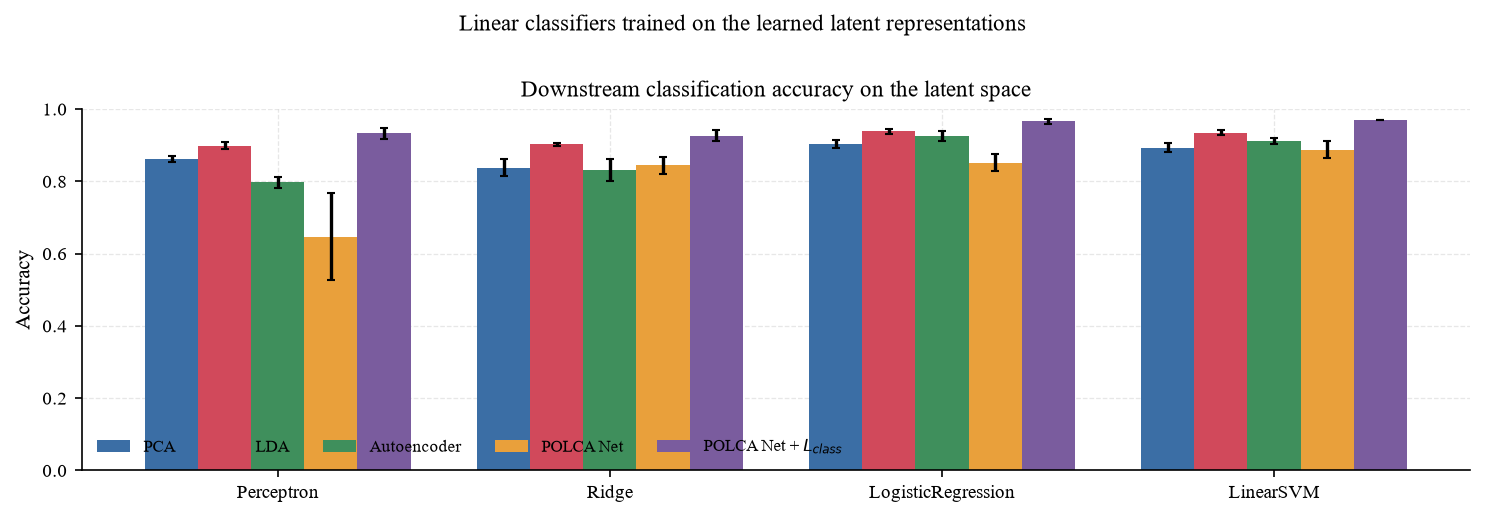 Linear classifiers trained on the learned latent representations
Downstream classification accuracy on the latent space
Accuracy
1.0
0.8
0.6
0.4
0.2
0.0
PCA LDA Autoencoder POLCA Net POLCA Net + L_class
Perceptron Ridge LogisticRegression LinearSVM